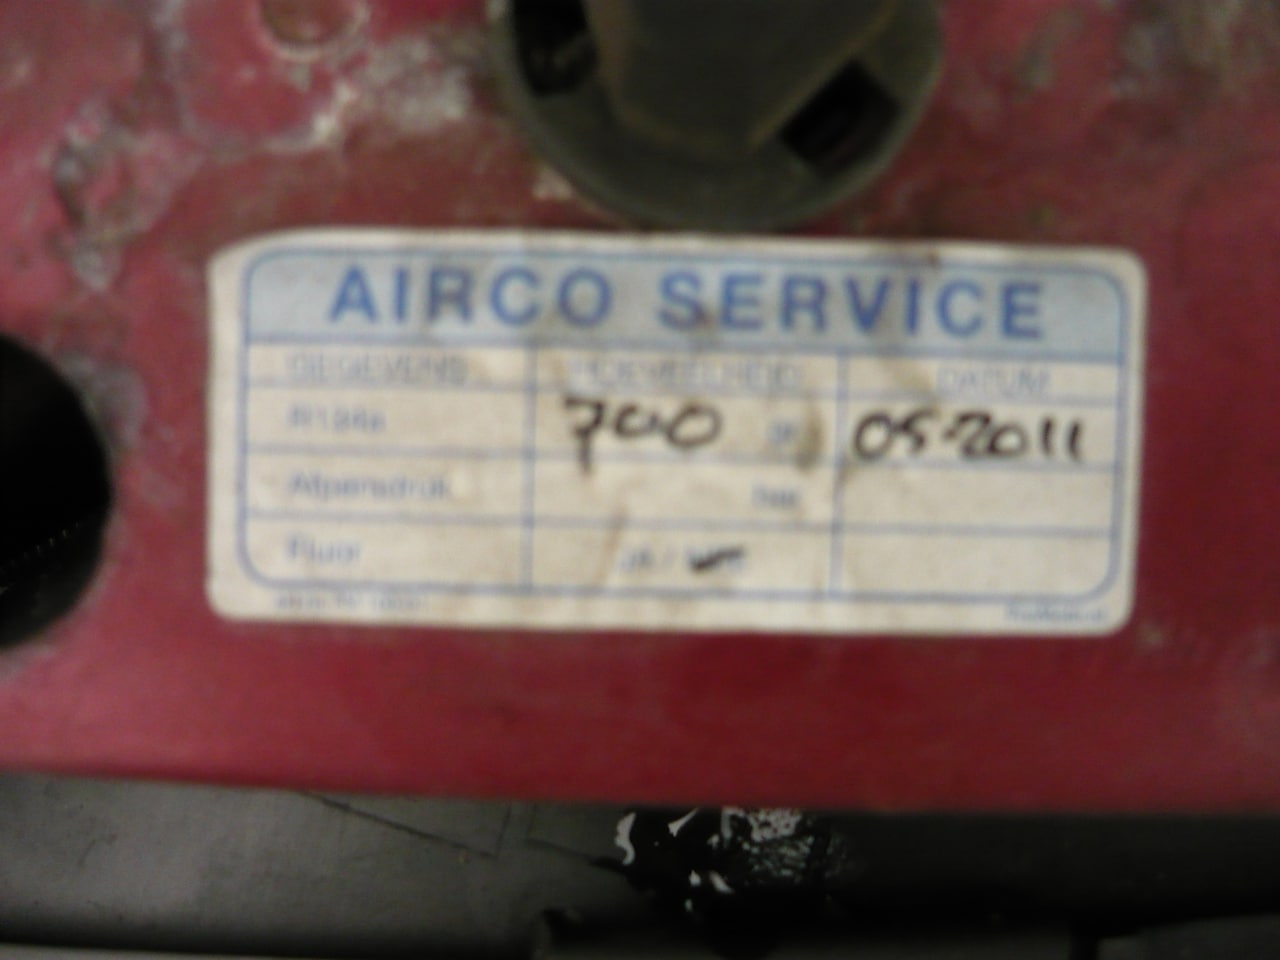 AIRCO SERVICE
GEGEVENS HOEVEELHEID DATUM
R134a 700 gr 05-2011
Afpersdruk bar
Fluor JA /